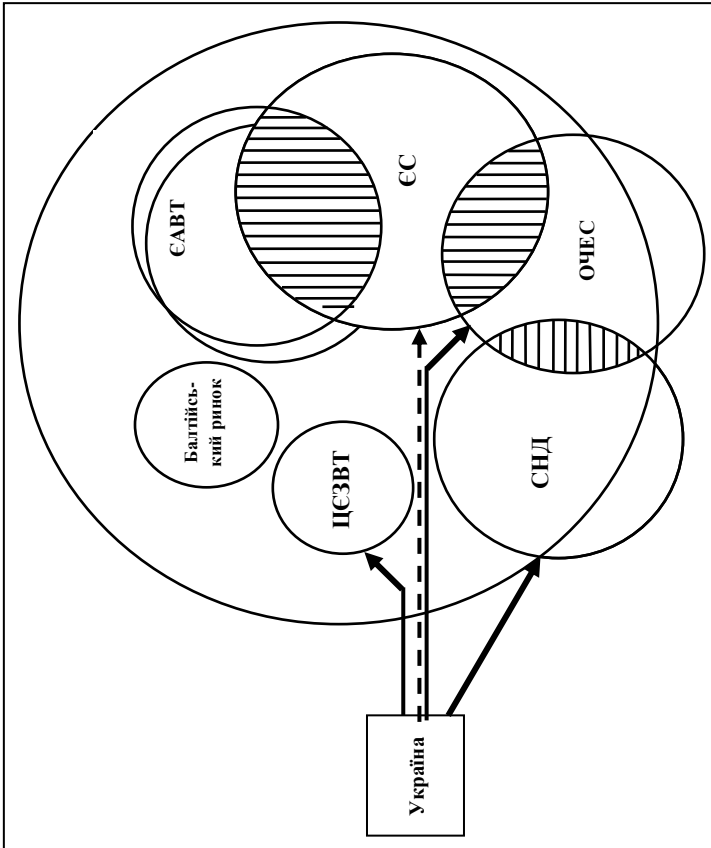 ЄАВТ
ЄС
ОЧЕС
Балтійсь-
кий ринок
ЦЄЗВТ
СНД
Україна